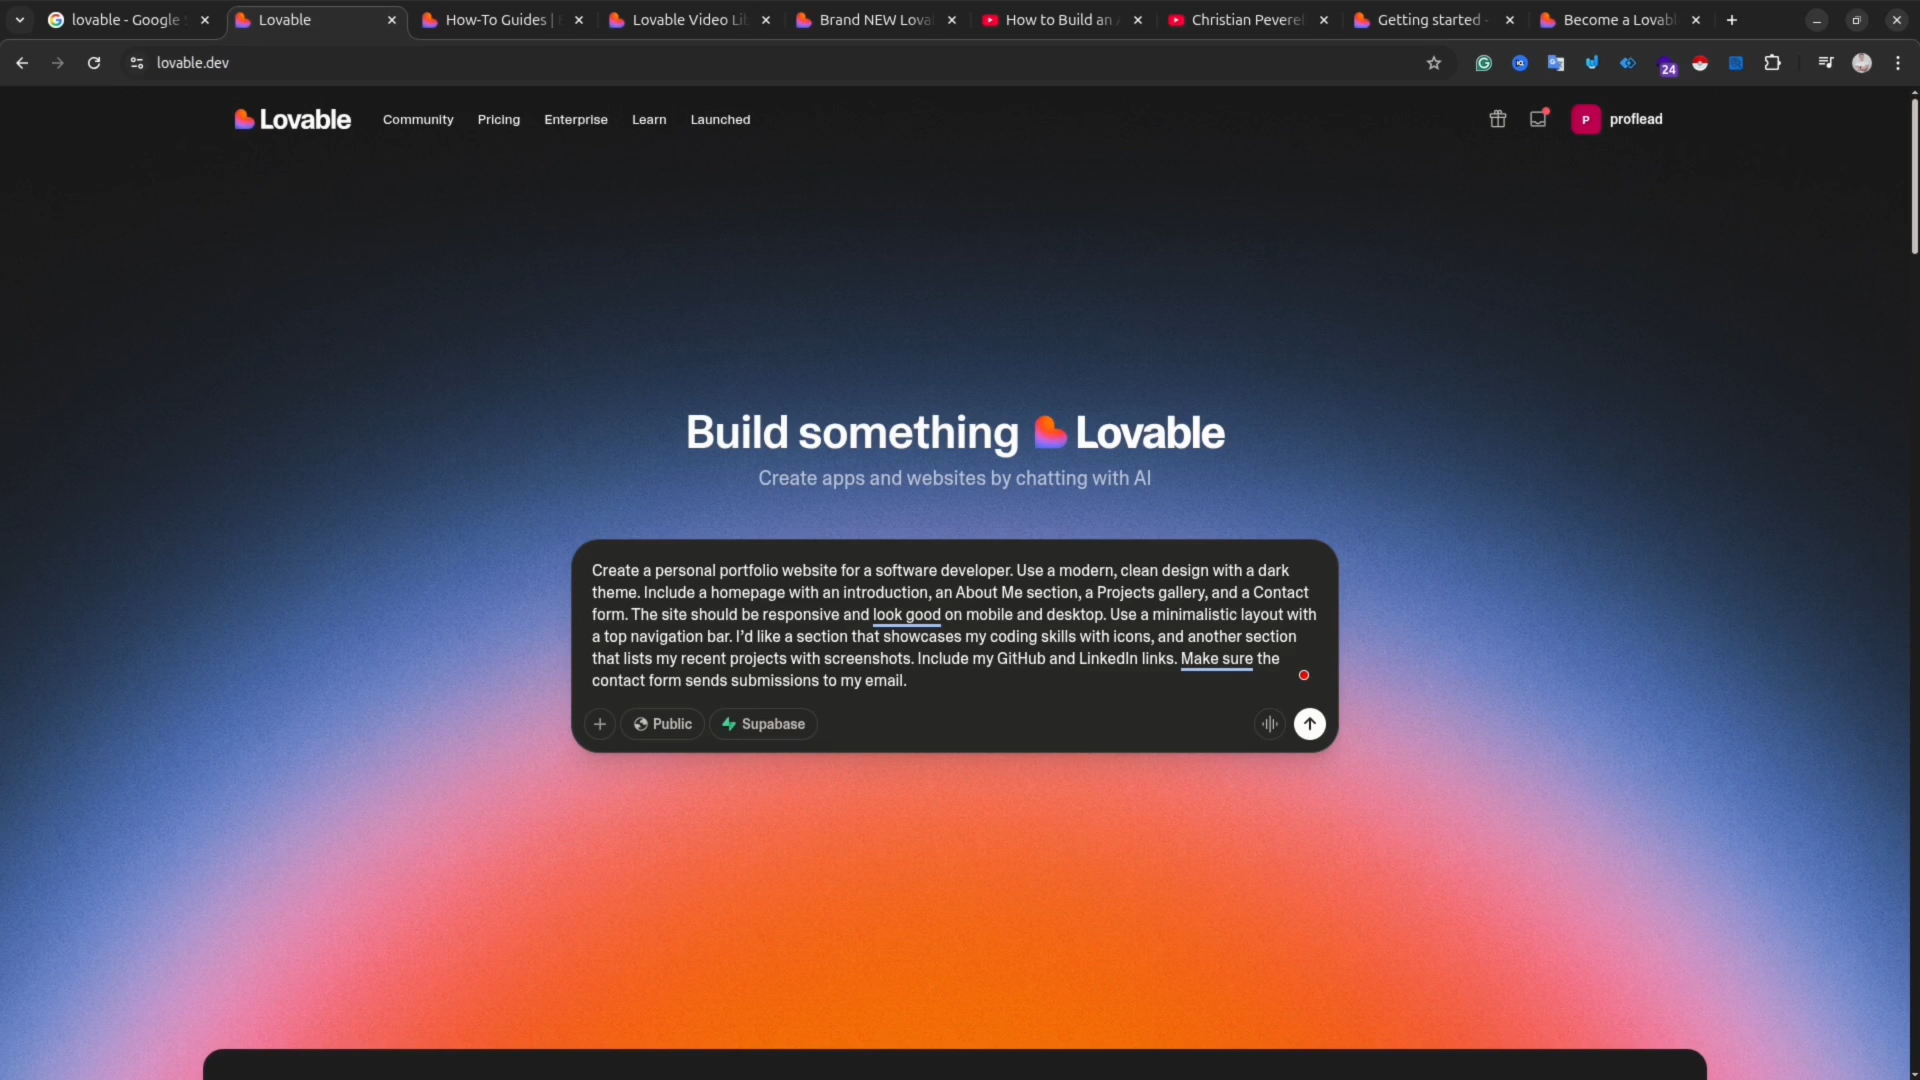 lovable - Google
Lovable
How-To Guides |
Lovable Video Li
Brand NEW Lova
How to Build an
Christian Pevere
Getting started -
Become a Lovabl
lovable.dev
24
Lovable
Community
Pricing
Enterprise
Learn
Launched
P
proflead
Build something Lovable
Create apps and websites by chatting with AI
Create a personal portfolio website for a software developer. Use a modern, clean design with a dark
theme. Include a homepage with an introduction, an About Me section, a Projects gallery, and a Contact
form. The site should be responsive and look good on mobile and desktop. Use a minimalistic layout with
a top navigation bar. I’d like a section that showcases my coding skills with icons, and another section
that lists my recent projects with screenshots. Include my GitHub and LinkedIn links. Make sure the
contact form sends submissions to my email.
Public
Supabase